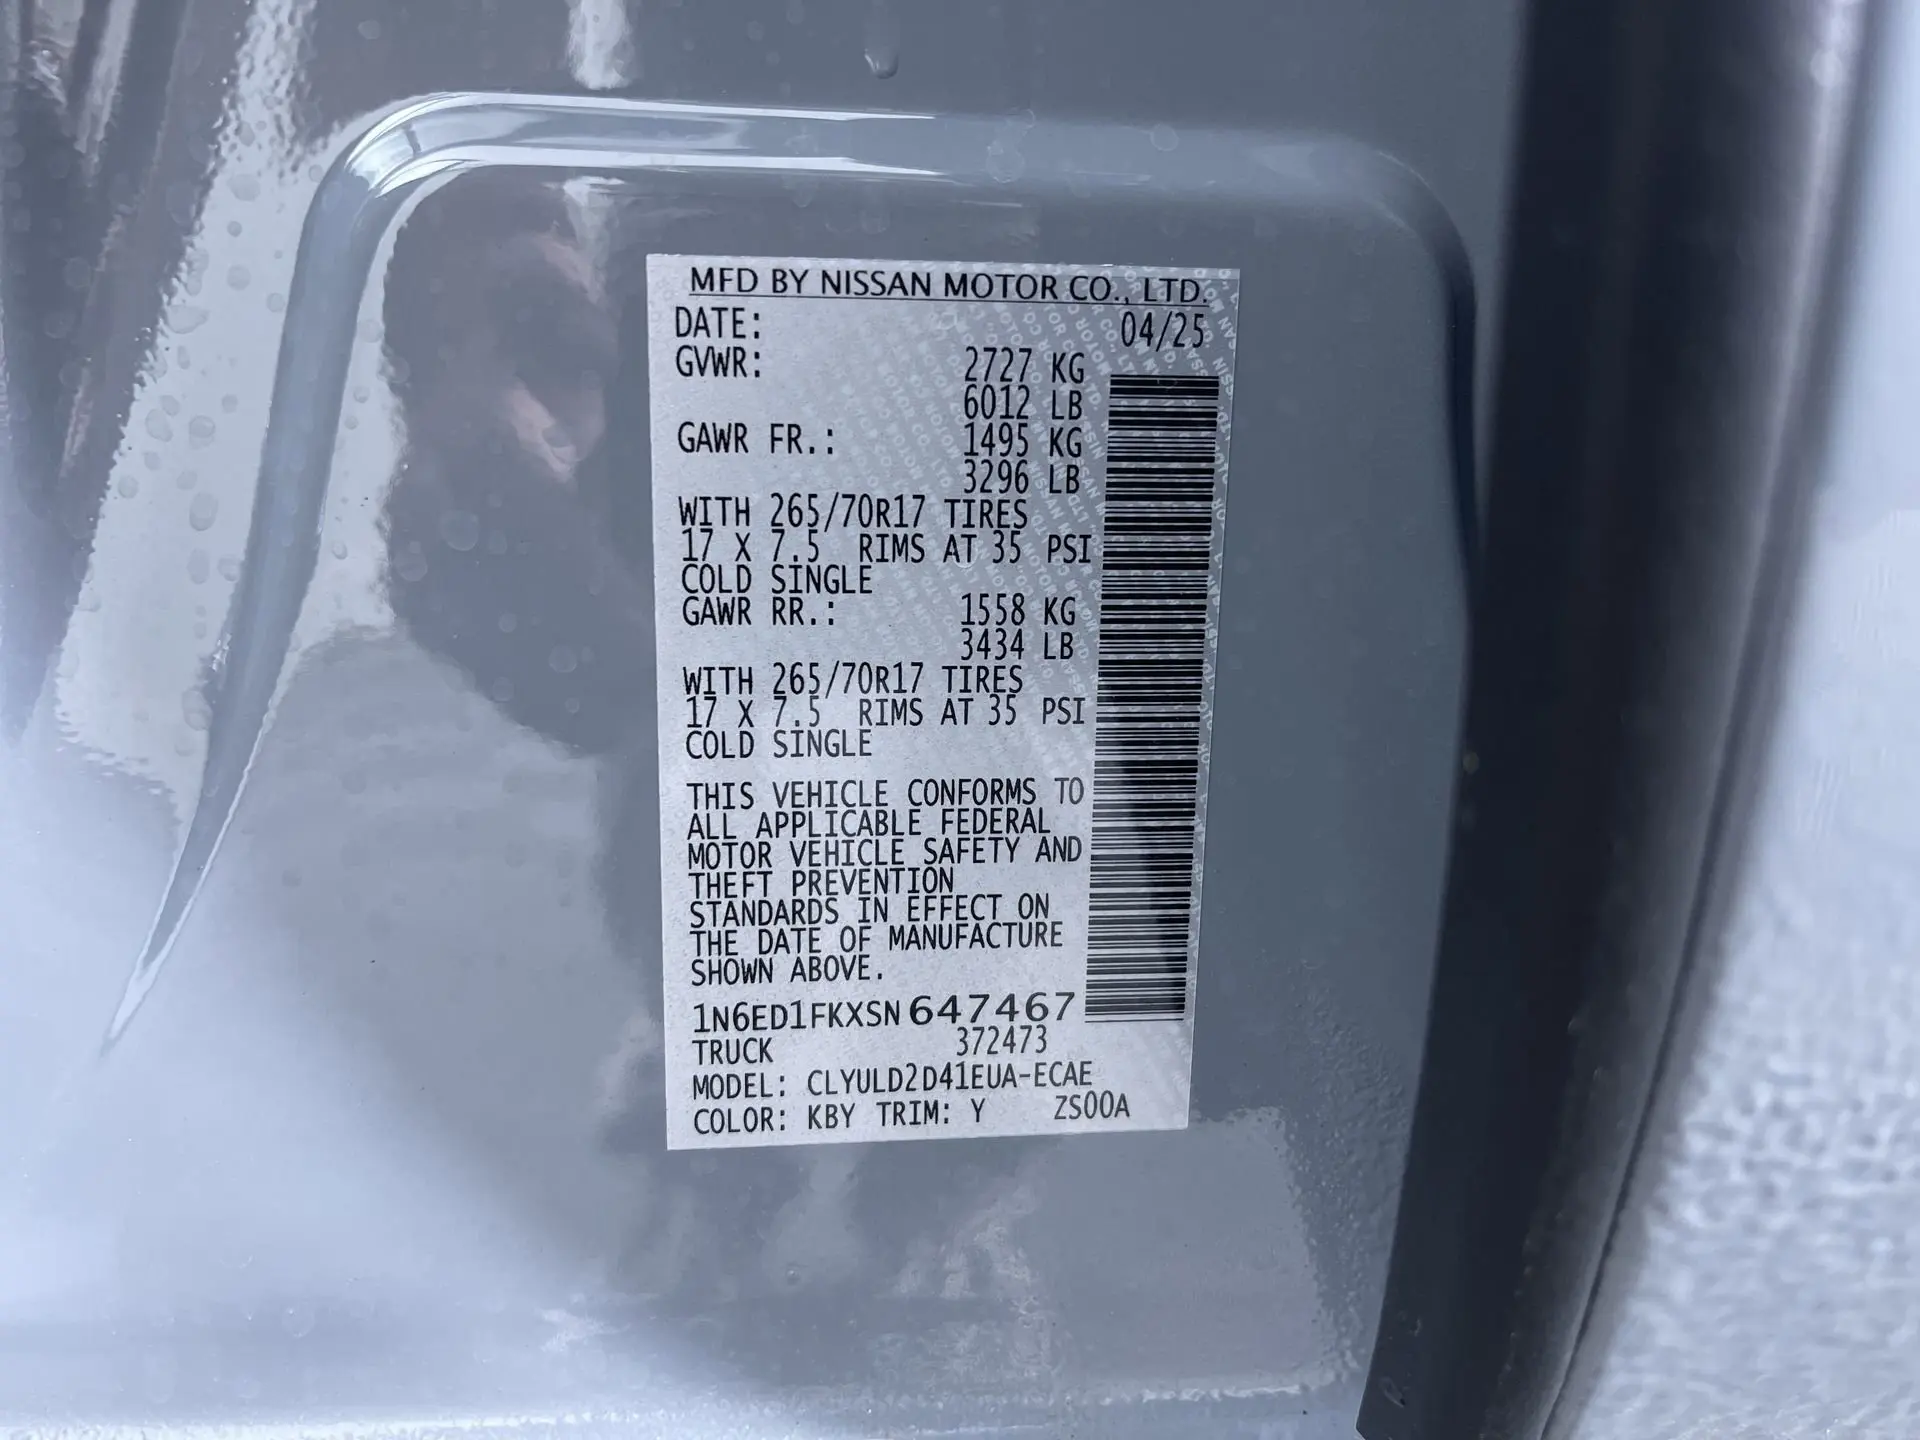 MFD BY NISSAN MOTOR CO., LTD.
DATE: 04/25
GVWR: 2727 KG
6012 LB
GAWR FR.: 1495 KG
3296 LB
WITH 265/70R17 TIRES
17 X 7.5 RIMS AT 35 PSI
COLD SINGLE
GAWR RR.: 1558 KG
3434 LB
WITH 265/70R17 TIRES
17 X 7.5 RIMS AT 35 PSI
COLD SINGLE
THIS VEHICLE CONFORMS TO
ALL APPLICABLE FEDERAL
MOTOR VEHICLE SAFETY AND
THEFT PREVENTION
STANDARDS IN EFFECT ON
THE DATE OF MANUFACTURE
SHOWN ABOVE.
1N6ED1FKXSN647467
TRUCK 372473
MODEL: CLYULD2D41EUA-ECAE
COLOR: KBY TRIM: Y ZS00A